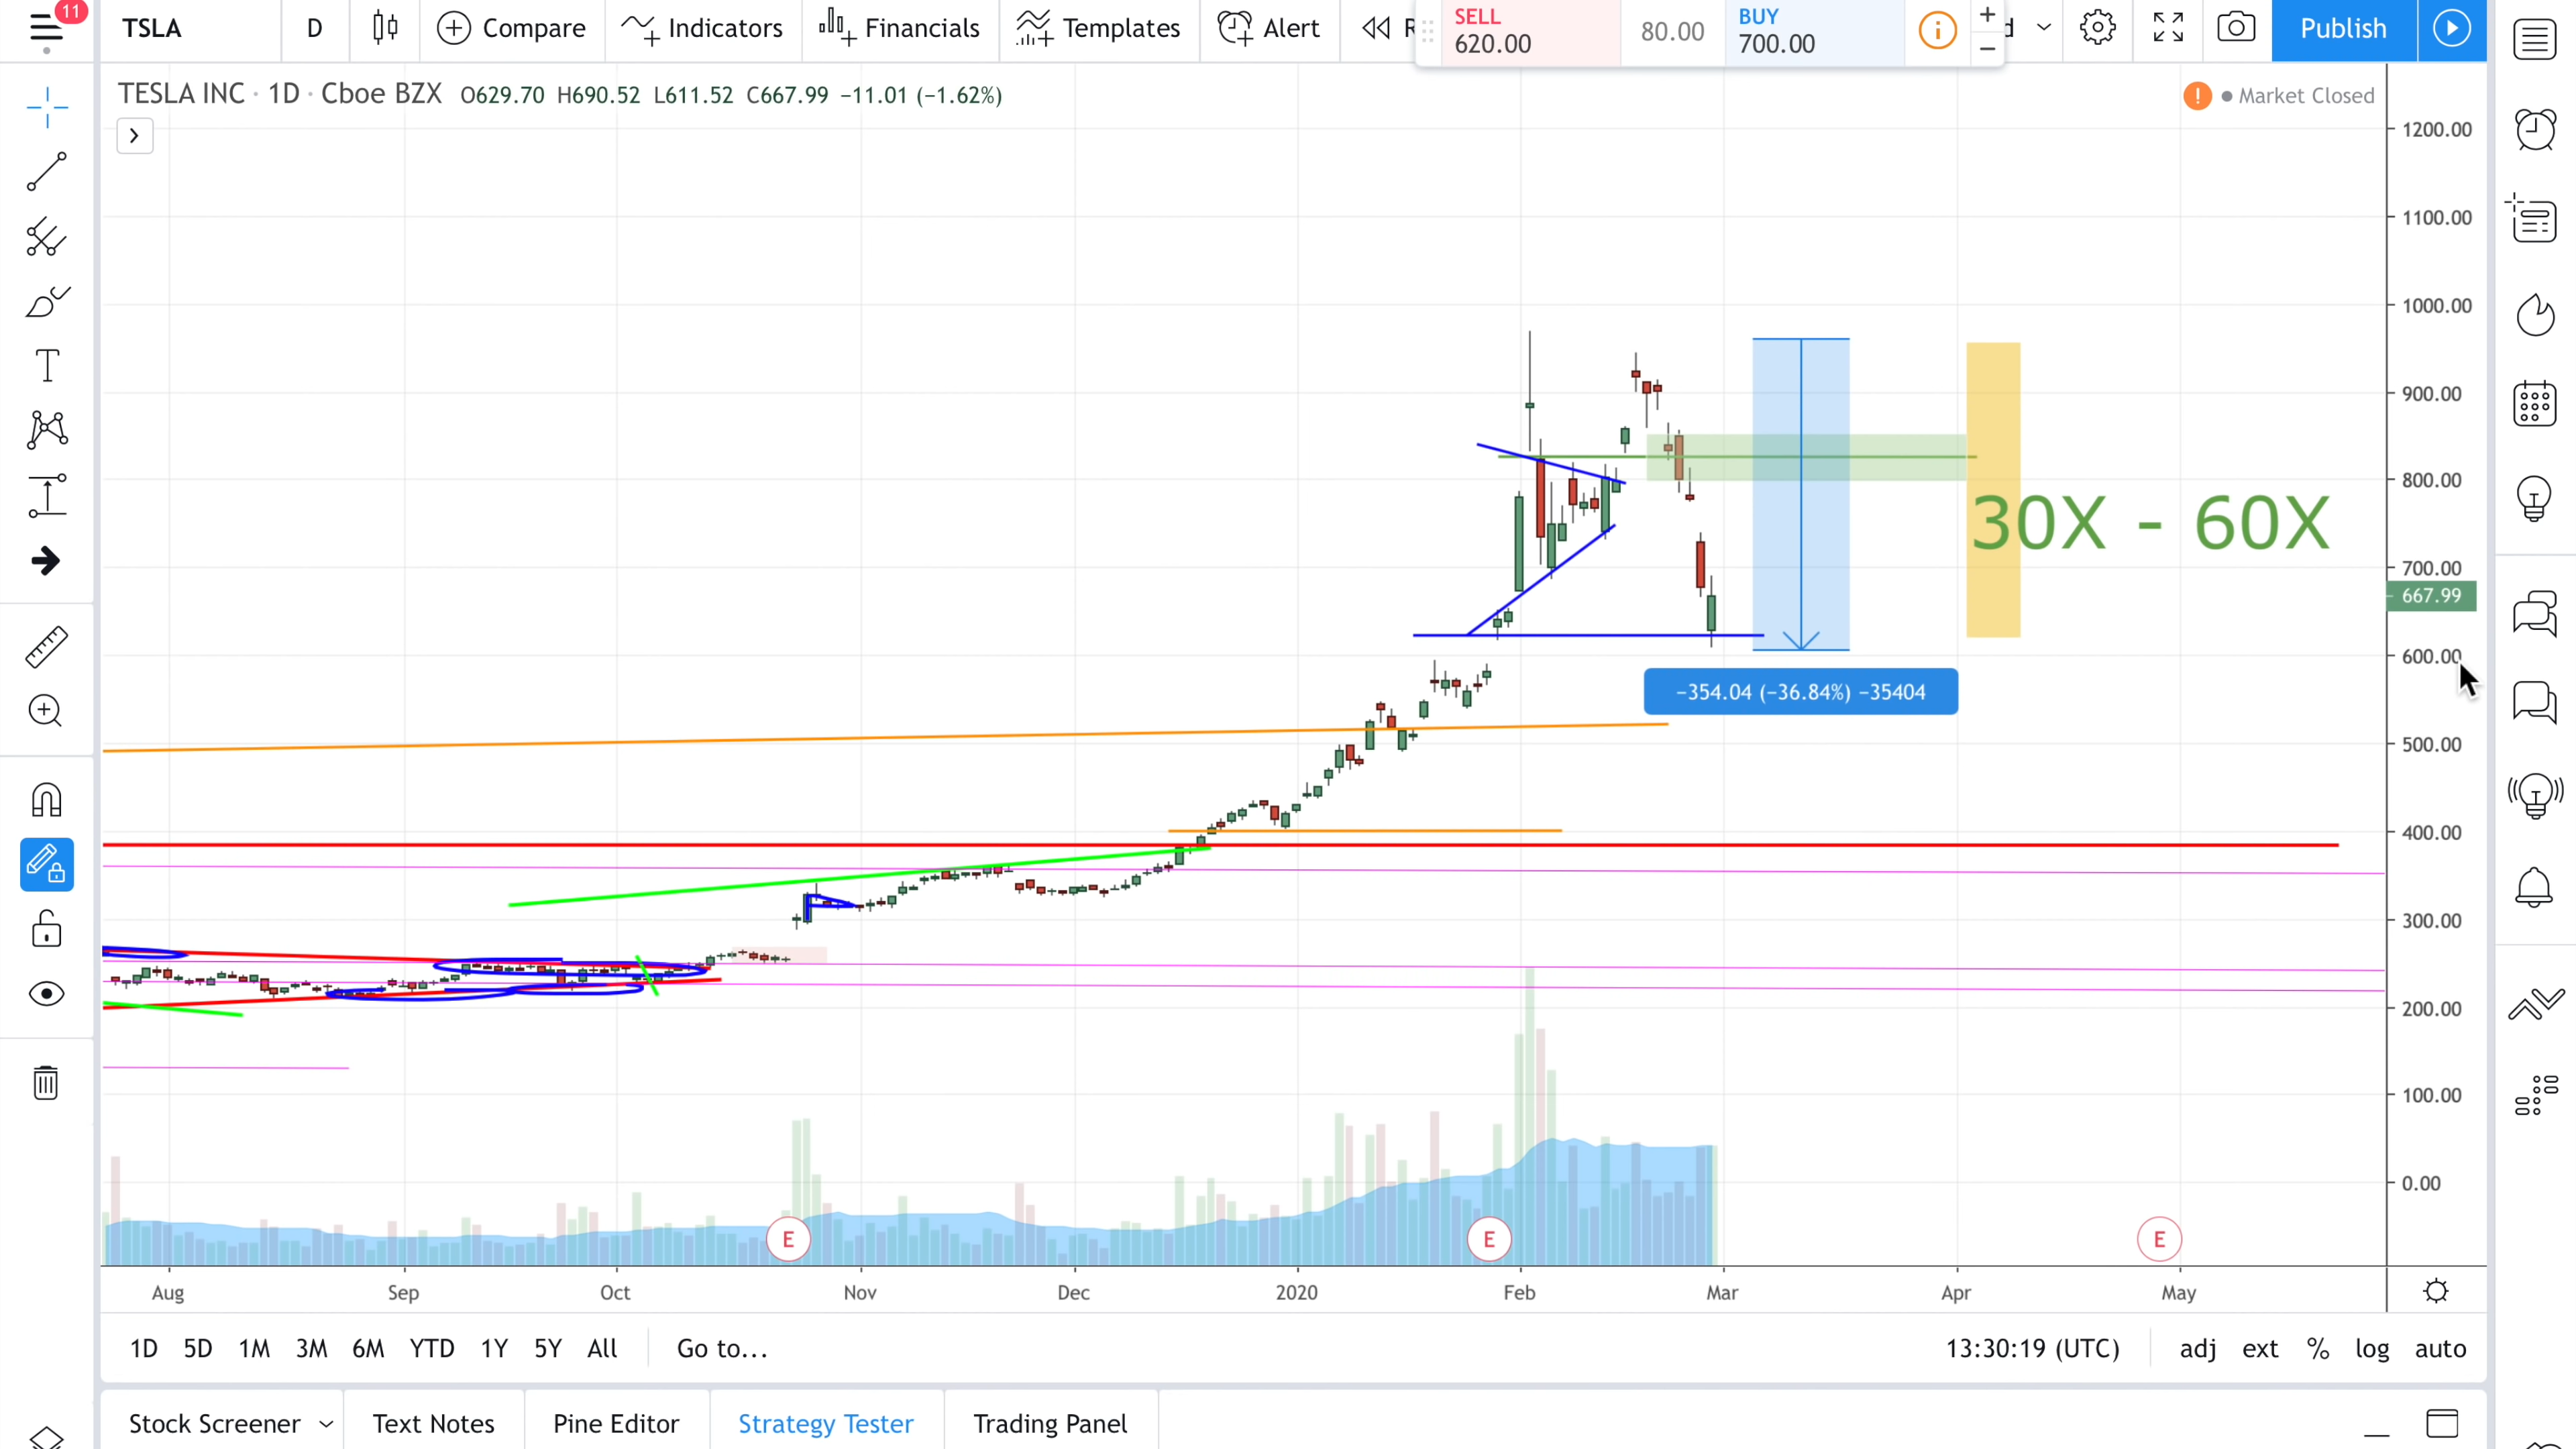 11
TSLA D Compare Indicators Financials Templates Alert
SELL
620.00
80.00
BUY
700.00
Publish
TESLA INC · 1D · Cboe BZX O629.70 H690.52 L611.52 C667.99 −11.01 (−1.62%)
Market Closed
1200.00
1100.00
1000.00
900.00
800.00
30X - 60X
700.00
667.99
600.00
−354.04 (−36.84%) −35404
500.00
400.00
300.00
200.00
100.00
0.00
E E E
Aug Sep Oct Nov Dec 2020 Feb Mar Apr May
1D 5D 1M 3M 6M YTD 1Y 5Y All Go to... 13:30:19 (UTC) adj ext % log auto
Stock Screener Text Notes Pine Editor Strategy Tester Trading Panel